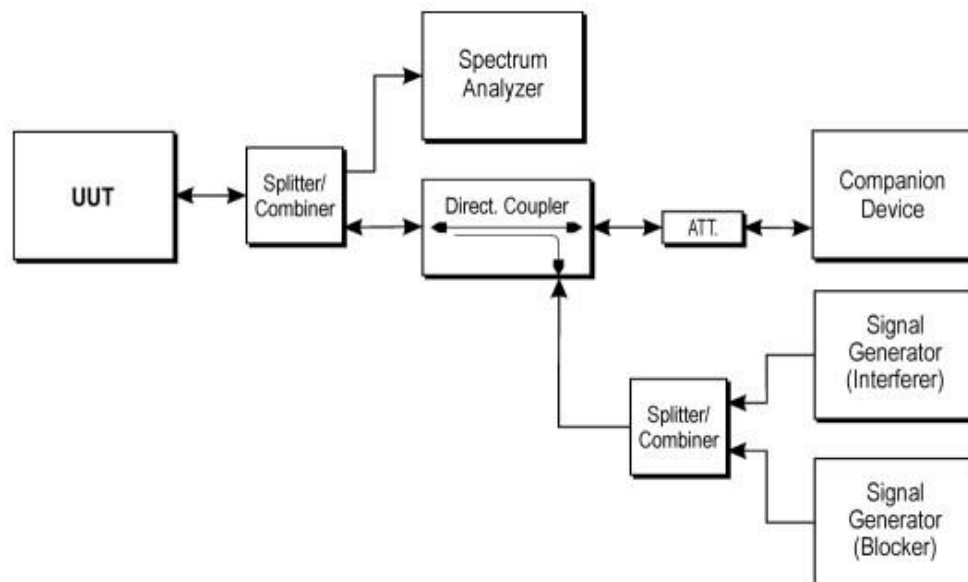 Spectrum
Analyzer
UUT
Splitter/
Combiner
Direct. Coupler
ATT.
Companion
Device
Signal
Generator
(Interferer)
Splitter/
Combiner
Signal
Generator
(Blocker)